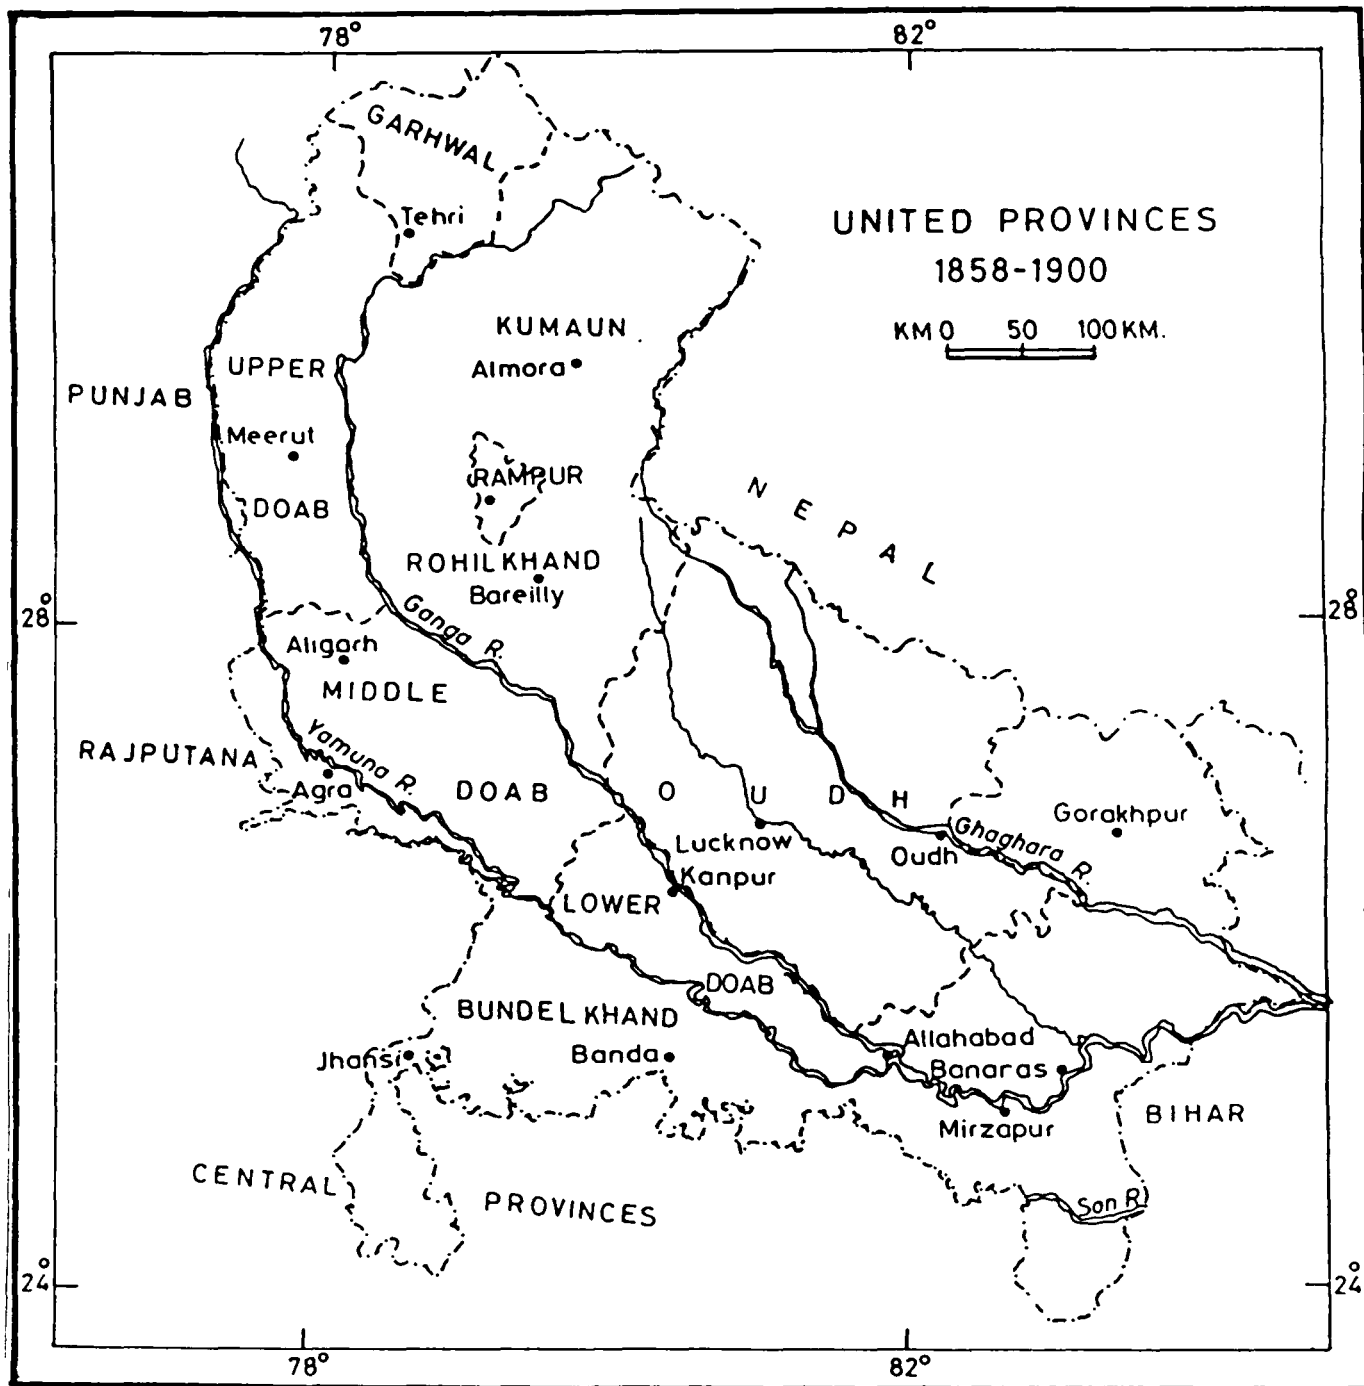 78°
82°
GARHWAL
Tehri
UNITED PROVINCES
1858-1900
KM 0 50 100 KM.
KUMAUN
Almora
UPPER
PUNJAB
Meerut
RAMPUR
DOAB
NEPAL
ROHILKHAND
Bareilly
28°
28°
Ganga R.
Aligarh
MIDDLE
RAJPUTANA
Yamuna R.
Agra
DOAB
OUDH
Gorakhpur
Lucknow
Oudh
Ghaghara R.
Kanpur
LOWER
DOAB
BUNDELKHAND
Jhansi
Banda
Allahabad
Banaras
Mirzapur
BIHAR
CENTRAL
PROVINCES
Son R
24°
24°
78°
82°